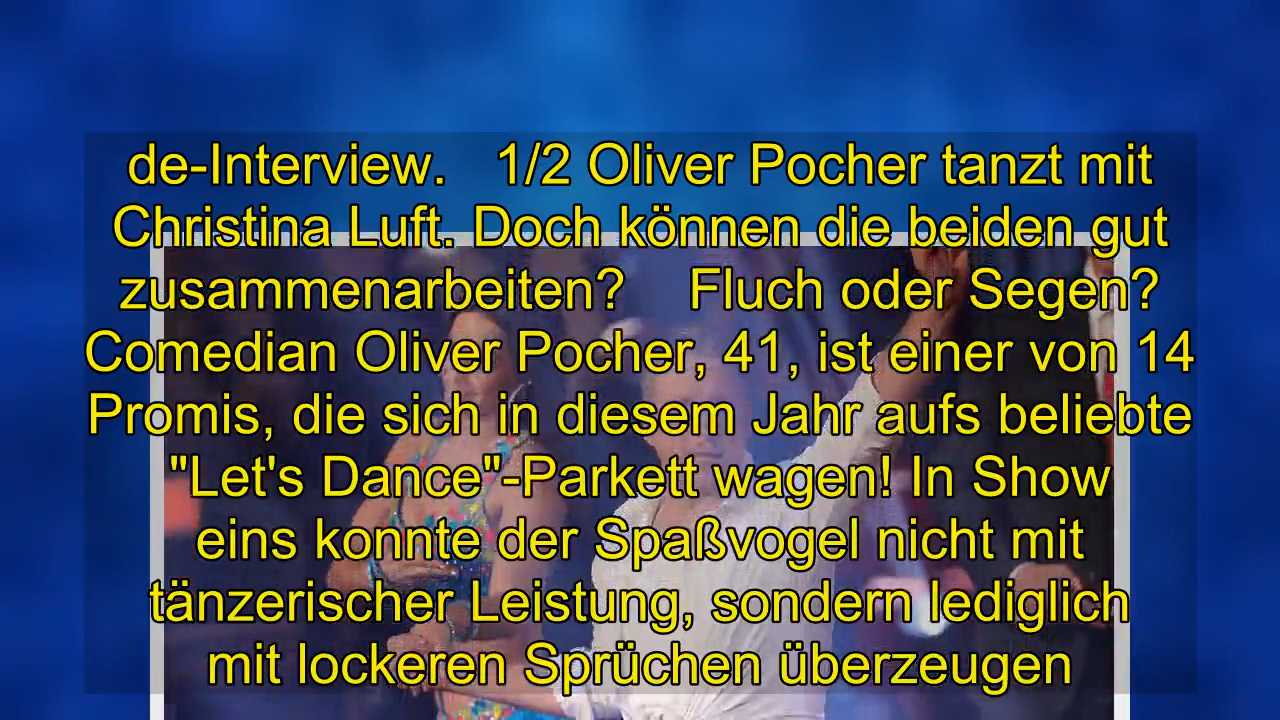 de-Interview. 1/2 Oliver Pocher tanzt mit
Christina Luft. Doch können die beiden gut
zusammenarbeiten? Fluch oder Segen?
Comedian Oliver Pocher, 41, ist einer von 14
Promis, die sich in diesem Jahr aufs beliebte
"Let's Dance"-Parkett wagen! In Show
eins konnte der Spaßvogel nicht mit
tänzerischer Leistung, sondern lediglich
mit lockeren Sprüchen überzeugen